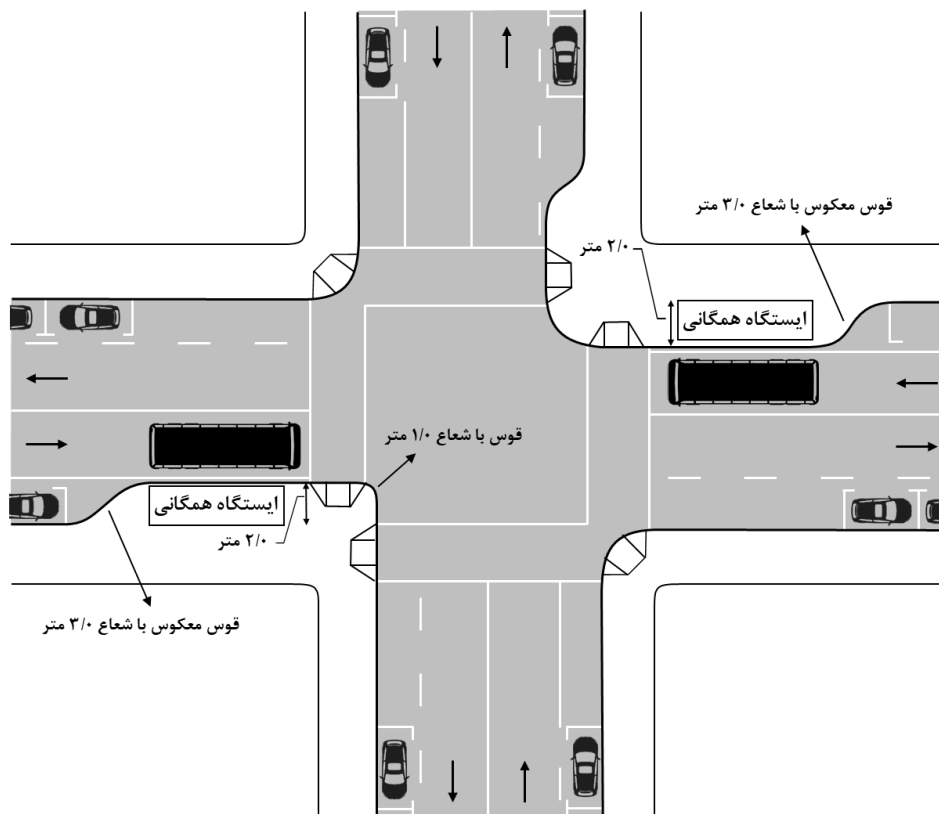 قوس معکوس با شعاع ۳/۰ متر
۲/۰ متر
ایستگاه همگانی
قوس با شعاع ۱/۰ متر
ایستگاه همگانی
۲/۰ متر
قوس معکوس با شعاع ۳/۰ متر